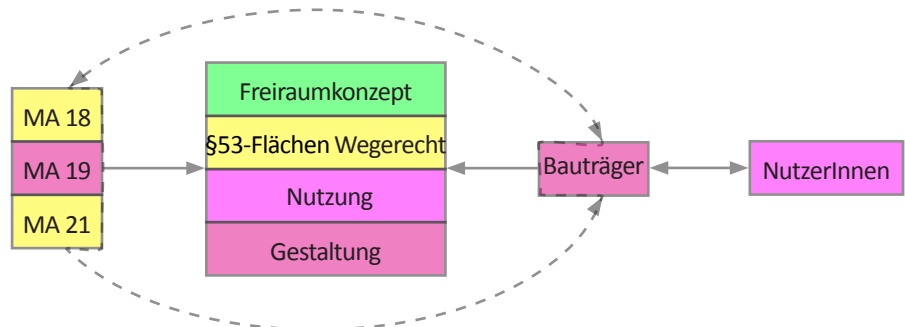 MA 18
MA 19
MA 21
Freiraumkonzept
§53-Flächen Wegerecht
Nutzung
Gestaltung
Bauträger
NutzerInnen